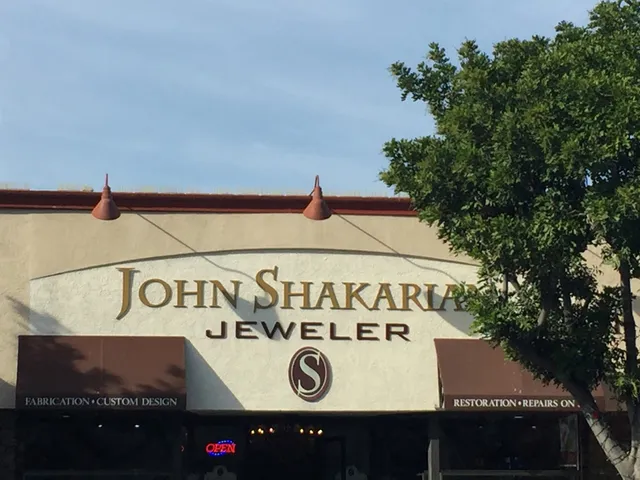 JOHN SHAKARIAN
JEWELER
S
FABRICATION • CUSTOM DESIGN
RESTORATION • REPAIRS ON
OPEN